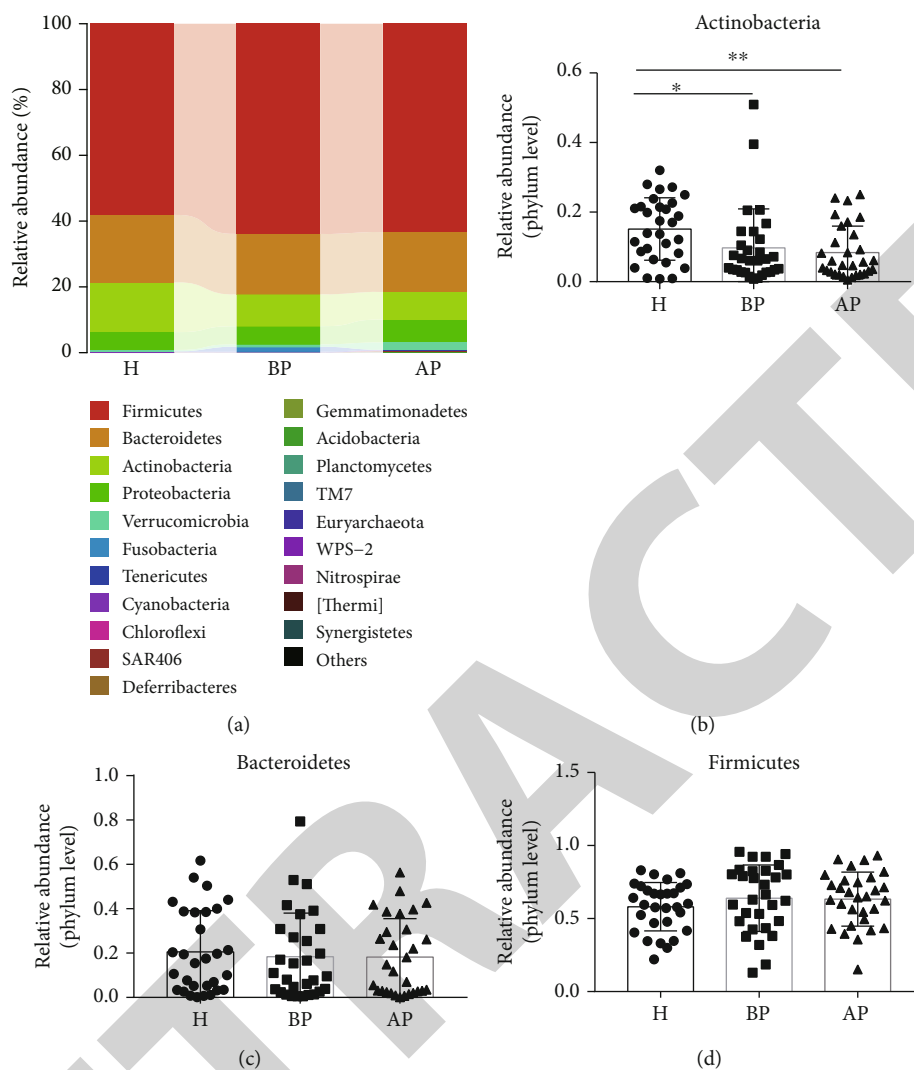 100
80
60
40
20
0
Relative abundance (%)
H
BP
AP
Firmicutes
Bacteroidetes
Actinobacteria
Proteobacteria
Verrucomicrobia
Fusobacteria
Tenericutes
Cyanobacteria
Chloroflexi
SAR406
Deferribacteres
Gemmatimonadetes
Acidobacteria
Planctomycetes
TM7
Euryarchaeota
WPS−2
Nitrospirae
[Thermi]
Synergistetes
Others
(a)
Actinobacteria
0.6
0.4
0.2
0.0
Relative abundance
(phylum level)
**
*
H
BP
AP
(b)
Bacteroidetes
1.0
0.8
0.6
0.4
0.2
0.0
Relative abundance
(phylum level)
H
BP
AP
(c)
Firmicutes
1.5
1.0
0.5
0.0
Relative abundance
(phylum level)
H
BP
AP
(d)
TRACTE